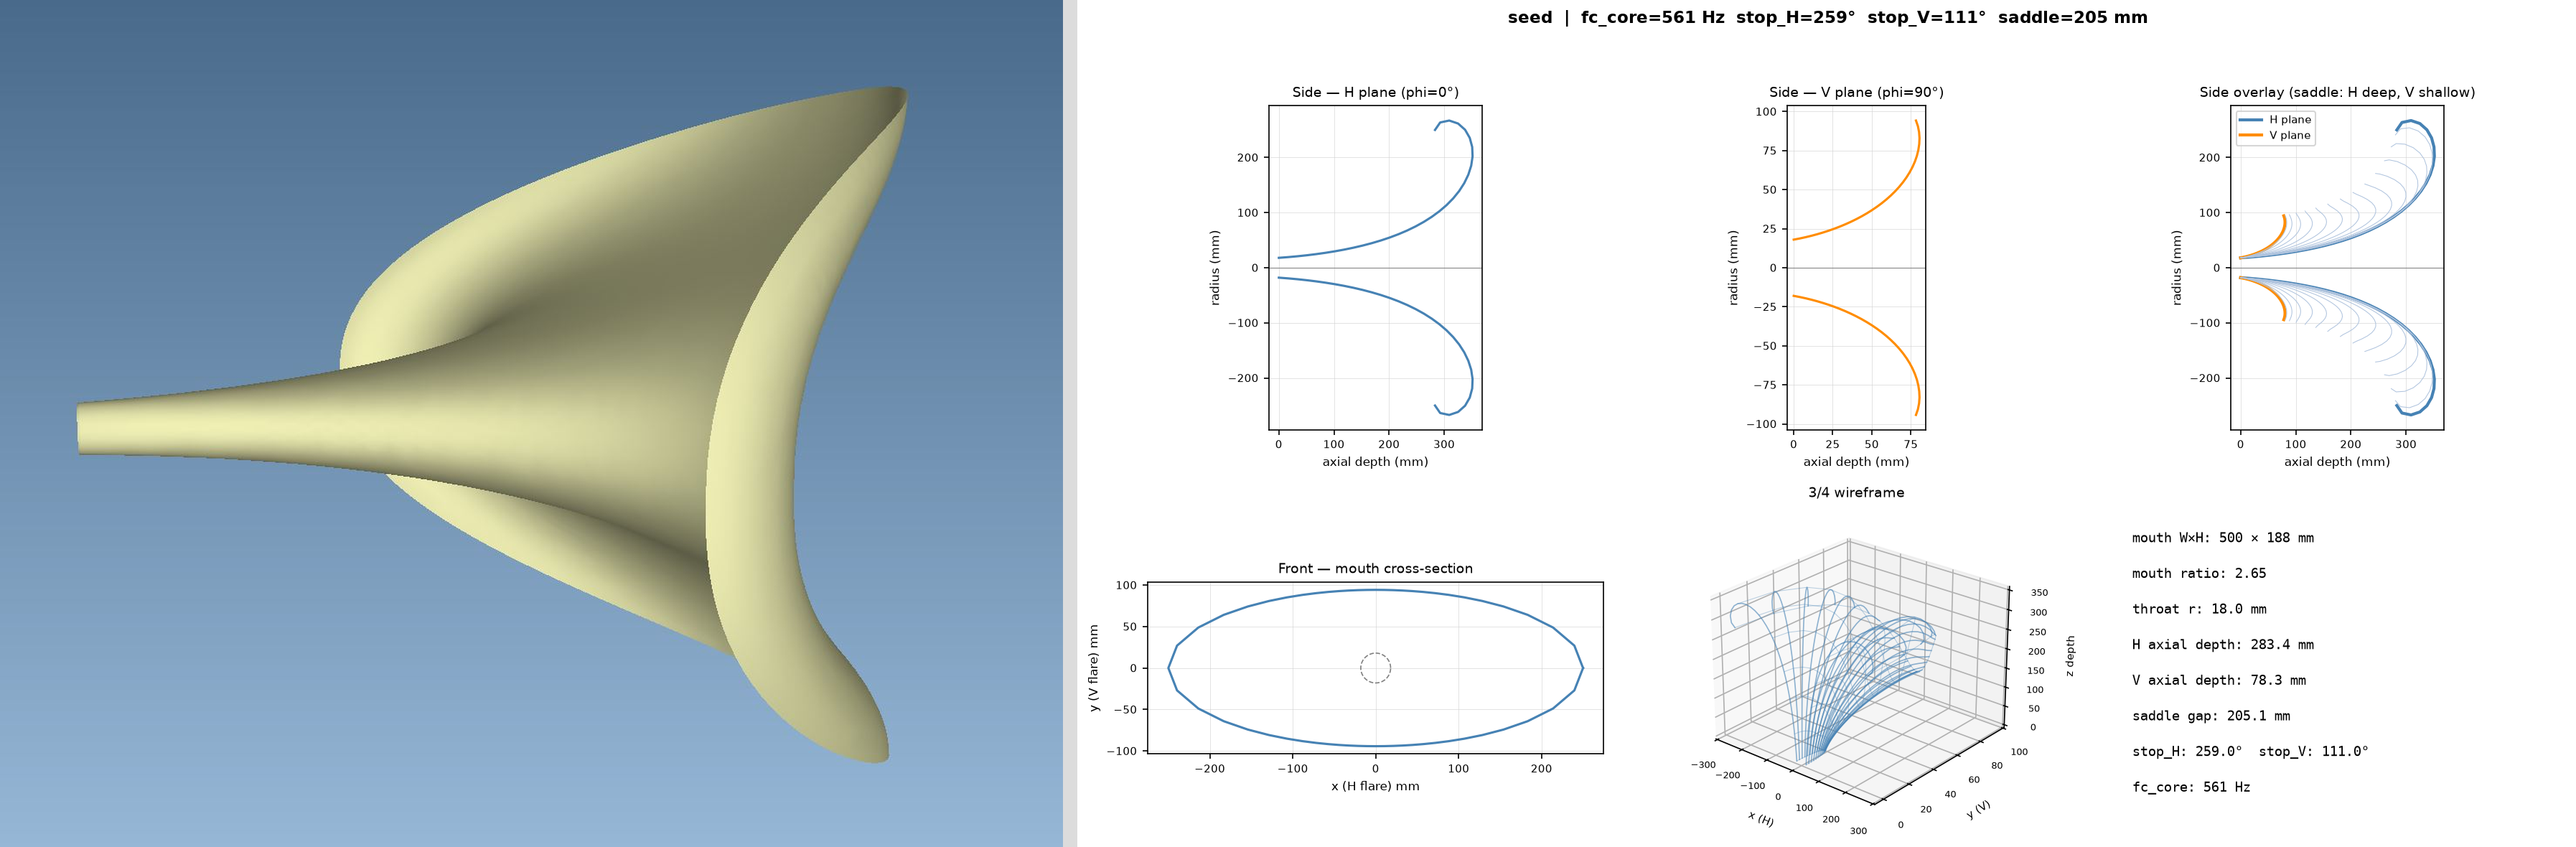 seed | fc_core=561 Hz stop_H=259° stop_V=111° saddle=205 mm
Side — H plane (phi=0°)
200
100
0
−100
−200
radius (mm)
0 100 200 300
axial depth (mm)
Side — V plane (phi=90°)
100
75
50
25
0
−25
−50
−75
−100
radius (mm)
0 25 50 75
axial depth (mm)
Side overlay (saddle: H deep, V shallow)
H plane
V plane
200
100
0
−100
−200
radius (mm)
0 100 200 300
axial depth (mm)
Front — mouth cross-section
100
50
0
−50
−100
y (V flare) mm
−200 −100 0 100 200
x (H flare) mm
3/4 wireframe
350
300
250
200
150
100
50
0
z depth
−300
−200
−100
0
100
200
300
x (H)
0
20
40
60
80
100
y (V)
mouth W×H: 500 × 188 mm
mouth ratio: 2.65
throat r: 18.0 mm
H axial depth: 283.4 mm
V axial depth: 78.3 mm
saddle gap: 205.1 mm
stop_H: 259.0° stop_V: 111.0°
fc_core: 561 Hz